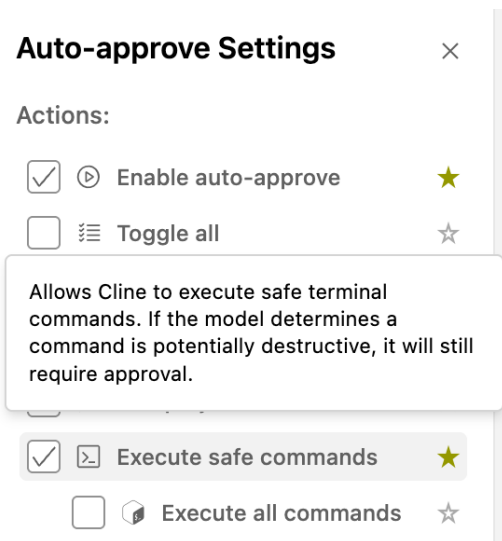 Auto-approve Settings
Actions:
Enable auto-approve
Toggle all
Allows Cline to execute safe terminal
commands. If the model determines a
command is potentially destructive, it will still
require approval.
Execute safe commands
Execute all commands